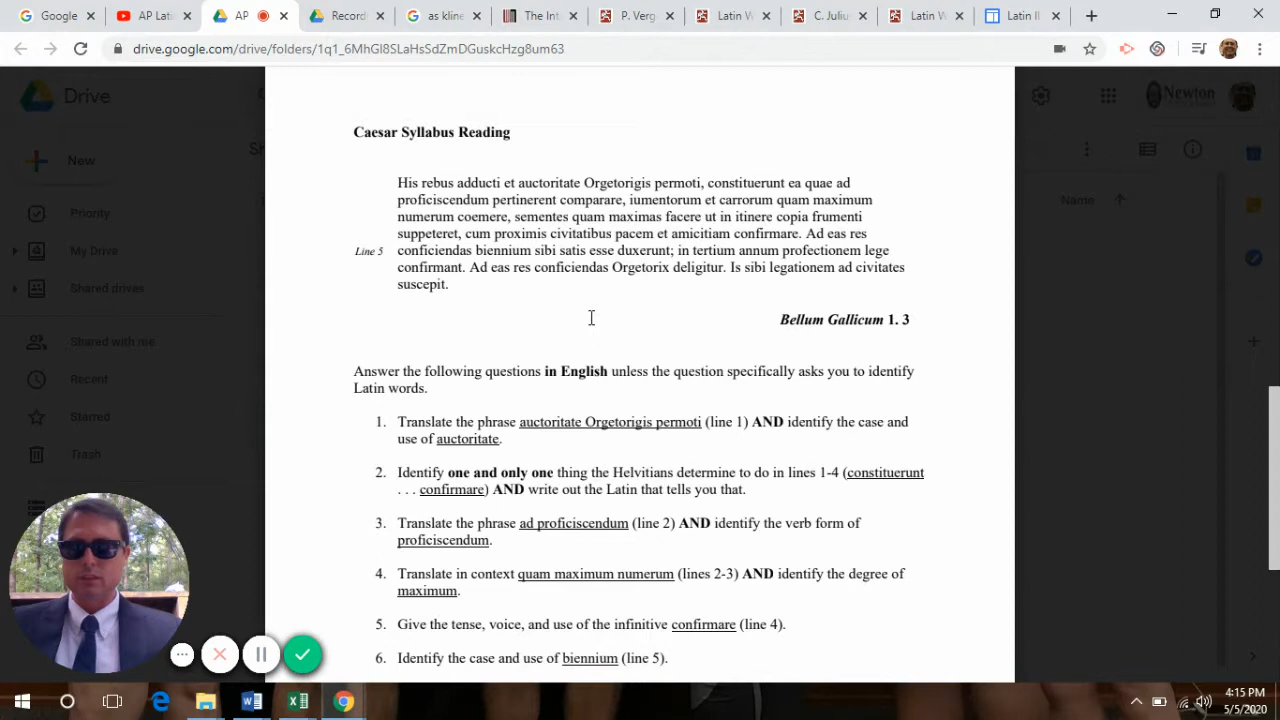 Google
AP Lati
AP
Record
as kline
The Int
P. Verg
Latin W
C. Juliu
Latin W
Latin II
drive.google.com/drive/folders/1q1_6MhGl8SLaHsSdZmDGuskcHzg8um63
Drive
Newton
New
Priority
My Drive
Shared drives
Shared with me
Recent
Starred
Trash
Sh
Name
Caesar Syllabus Reading
His rebus adducti et auctoritate Orgetorigis permoti, constituerunt ea quae ad
proficiscendum pertinerent comparare, iumentorum et carrorum quam maximum
numerum coemere, sementes quam maximas facere ut in itinere copia frumenti
suppeteret, cum proximis civitatibus pacem et amicitiam confirmare. Ad eas res
Line 5 conficiendas biennium sibi satis esse duxerunt; in tertium annum profectionem lege
confirmant. Ad eas res conficiendas Orgetorix deligitur. Is sibi legationem ad civitates
suscepit.
Bellum Gallicum 1. 3
Answer the following questions in English unless the question specifically asks you to identify
Latin words.
1. Translate the phrase auctoritate Orgetorigis permoti (line 1) AND identify the case and
use of auctoritate.
2. Identify one and only one thing the Helvitians determine to do in lines 1-4 (constituerunt
. . . confirmare) AND write out the Latin that tells you that.
3. Translate the phrase ad proficiscendum (line 2) AND identify the verb form of
proficiscendum.
4. Translate in context quam maximum numerum (lines 2-3) AND identify the degree of
maximum.
5. Give the tense, voice, and use of the infinitive confirmare (line 4).
6. Identify the case and use of biennium (line 5).
4:15 PM
5/5/2020